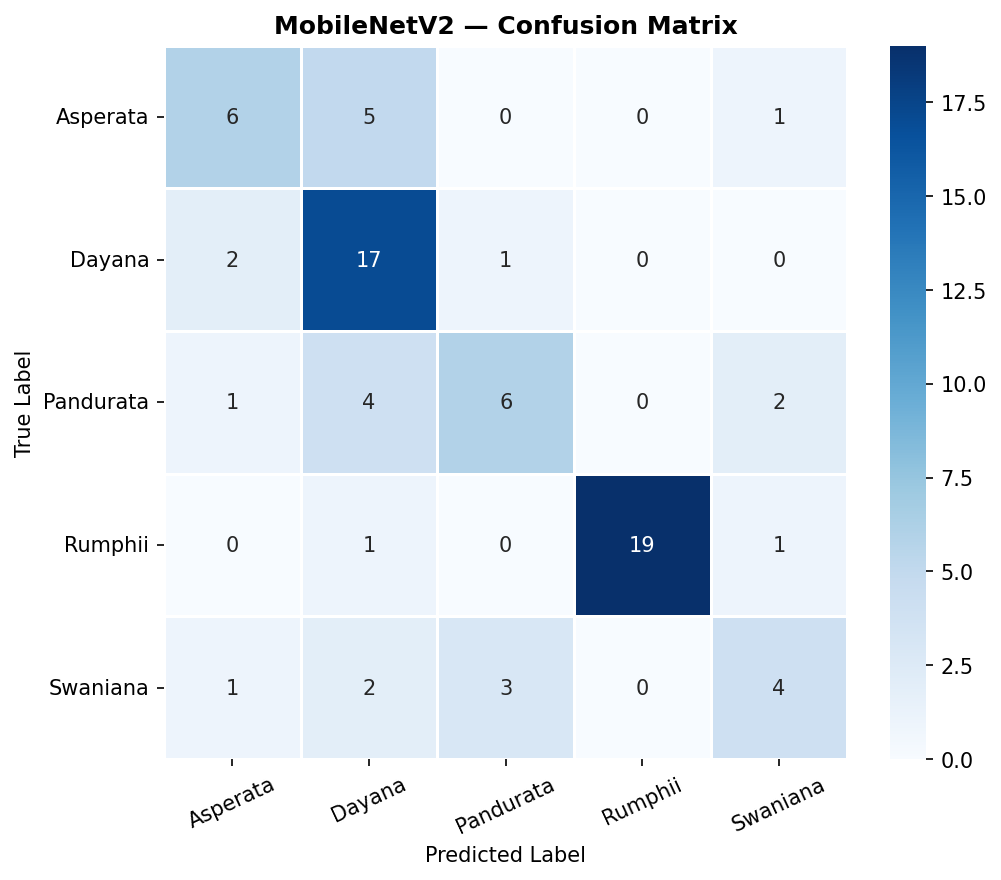 MobileNetV2 — Confusion Matrix
True Label
Asperata 6 5 0 0 1
Dayana 2 17 1 0 0
Pandurata 1 4 6 0 2
Rumphii 0 1 0 19 1
Swaniana 1 2 3 0 4
Asperata Dayana Pandurata Rumphii Swaniana
Predicted Label
17.5
15.0
12.5
10.0
7.5
5.0
2.5
0.0